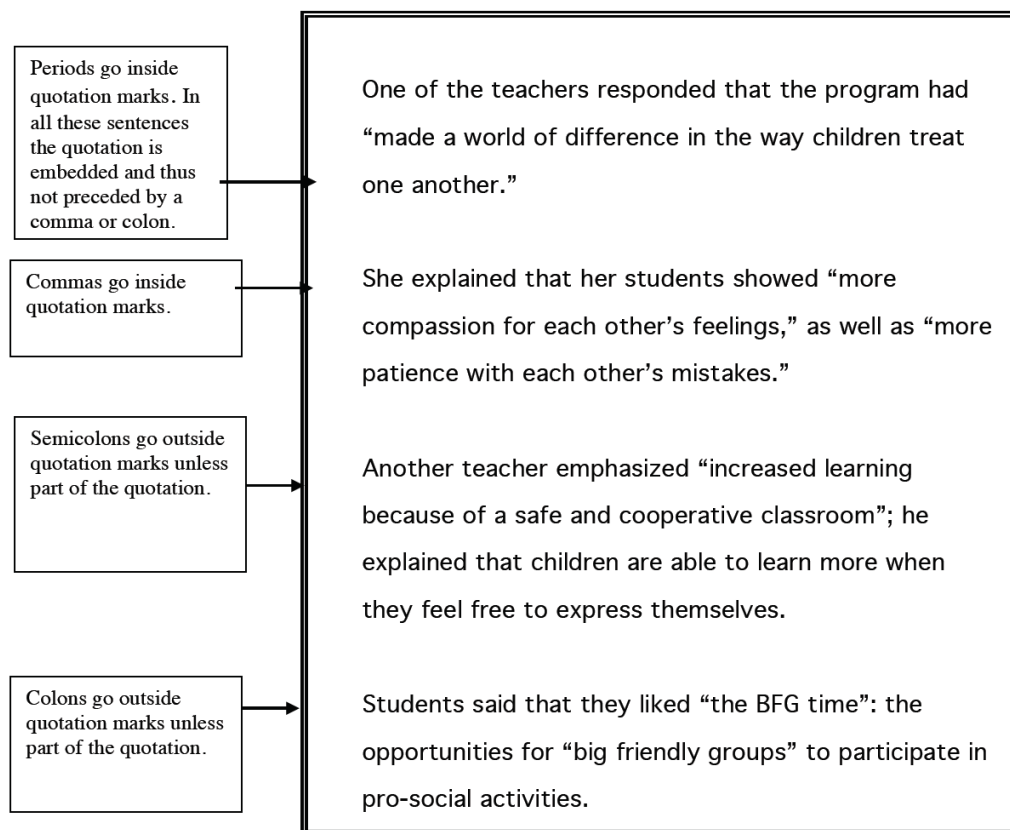 Periods go inside
quotation marks. In
all these sentences
the quotation is
embedded and thus
not preceded by a
comma or colon.
One of the teachers responded that the program had
“made a world of difference in the way children treat
one another.”
Commas go inside
quotation marks.
She explained that her students showed “more
compassion for each other’s feelings,” as well as “more
patience with each other’s mistakes.”
Semicolons go outside
quotation marks unless
part of the quotation.
Another teacher emphasized “increased learning
because of a safe and cooperative classroom”; he
explained that children are able to learn more when
they feel free to express themselves.
Colons go outside
quotation marks unless
part of the quotation.
Students said that they liked “the BFG time”: the
opportunities for “big friendly groups” to participate in
pro-social activities.